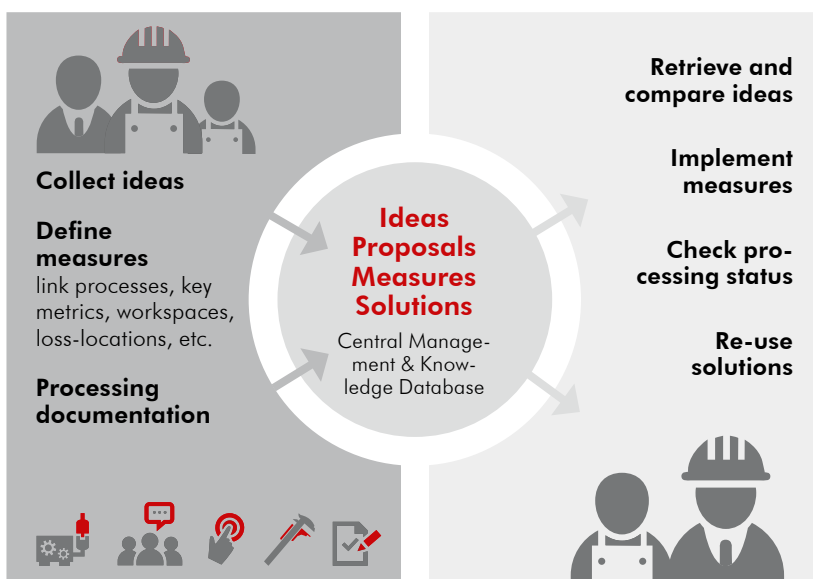 Collect ideas
Define
measures
link processes, key
metrics, workspaces,
loss-locations, etc.
Processing
documentation
Ideas
Proposals
Measures
Solutions
Central Manage-
ment & Know-
ledge Database
Retrieve and
compare ideas
Implement
measures
Check pro-
cessing status
Re-use
solutions